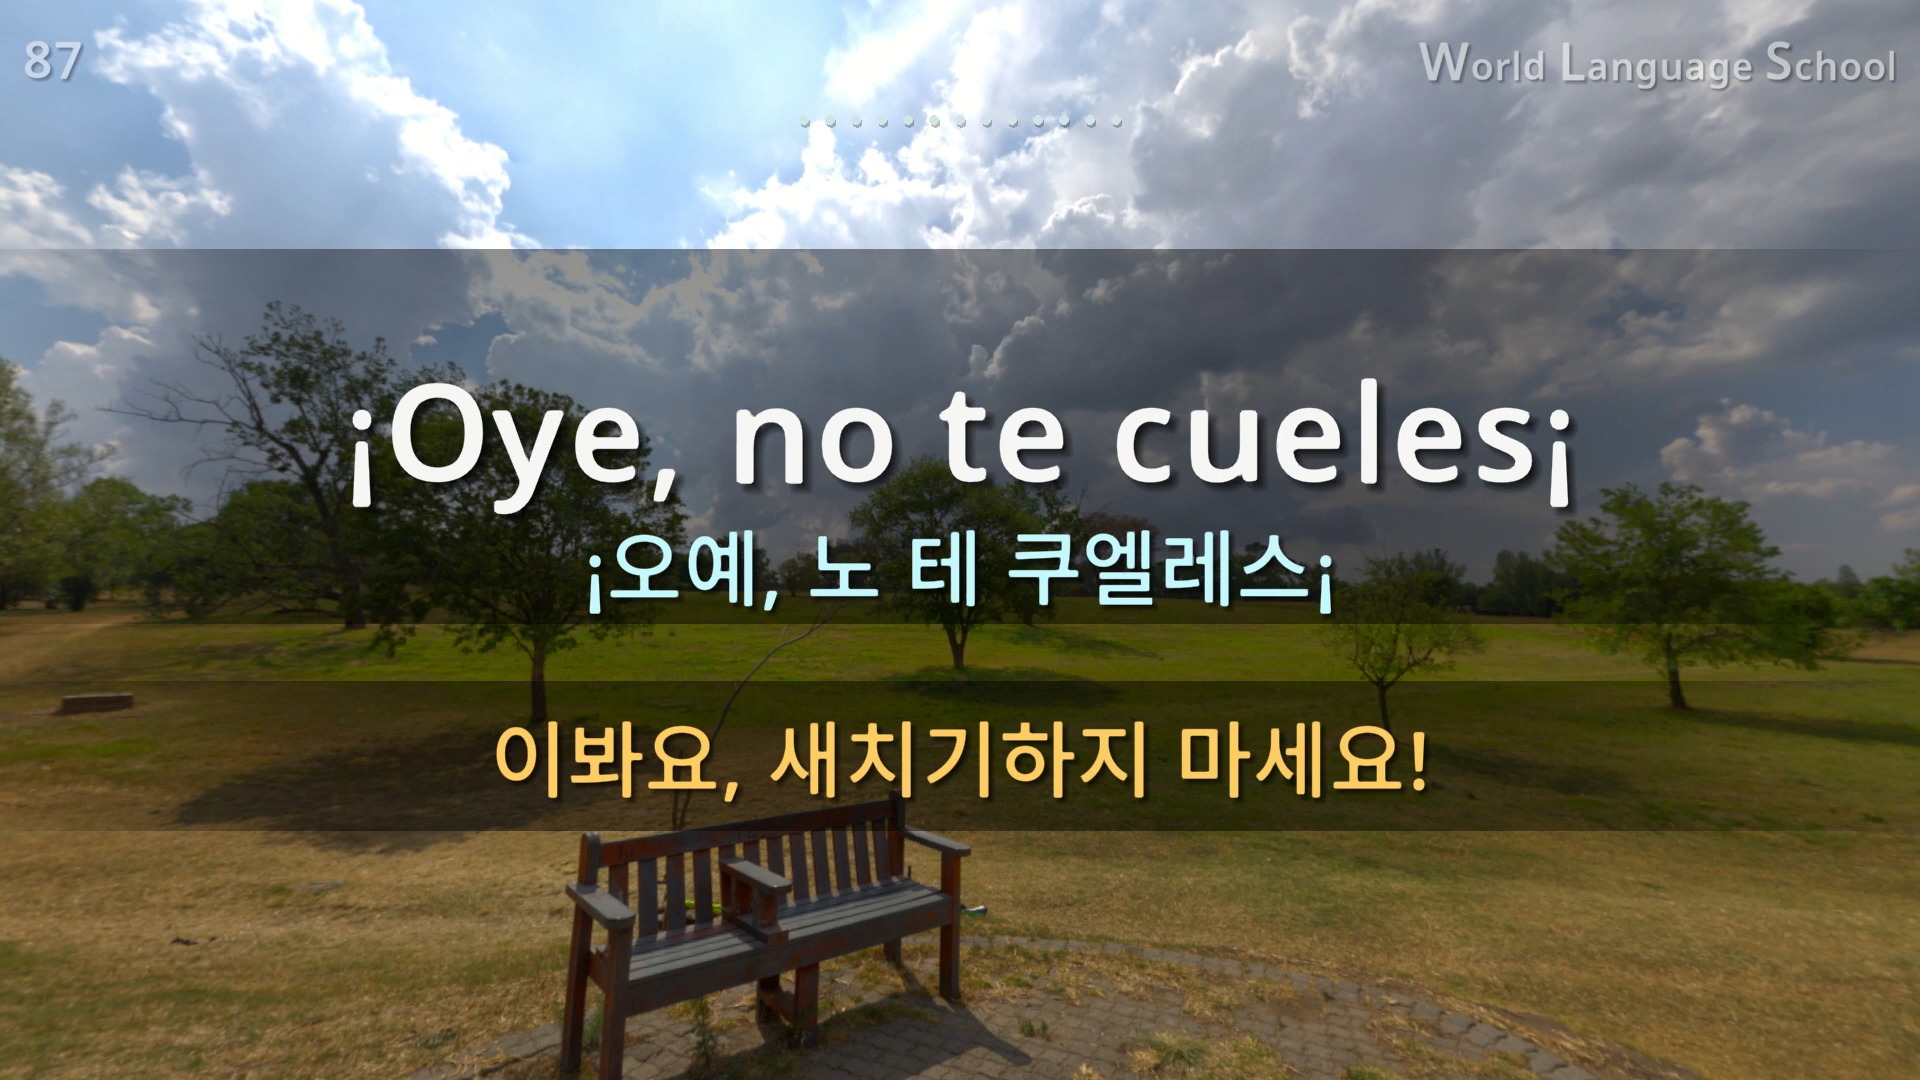 87
World Language School
¡Oye, no te cueles¡
¡오예, 노 테 쿠엘레스¡
이봐요, 새치기하지 마세요!